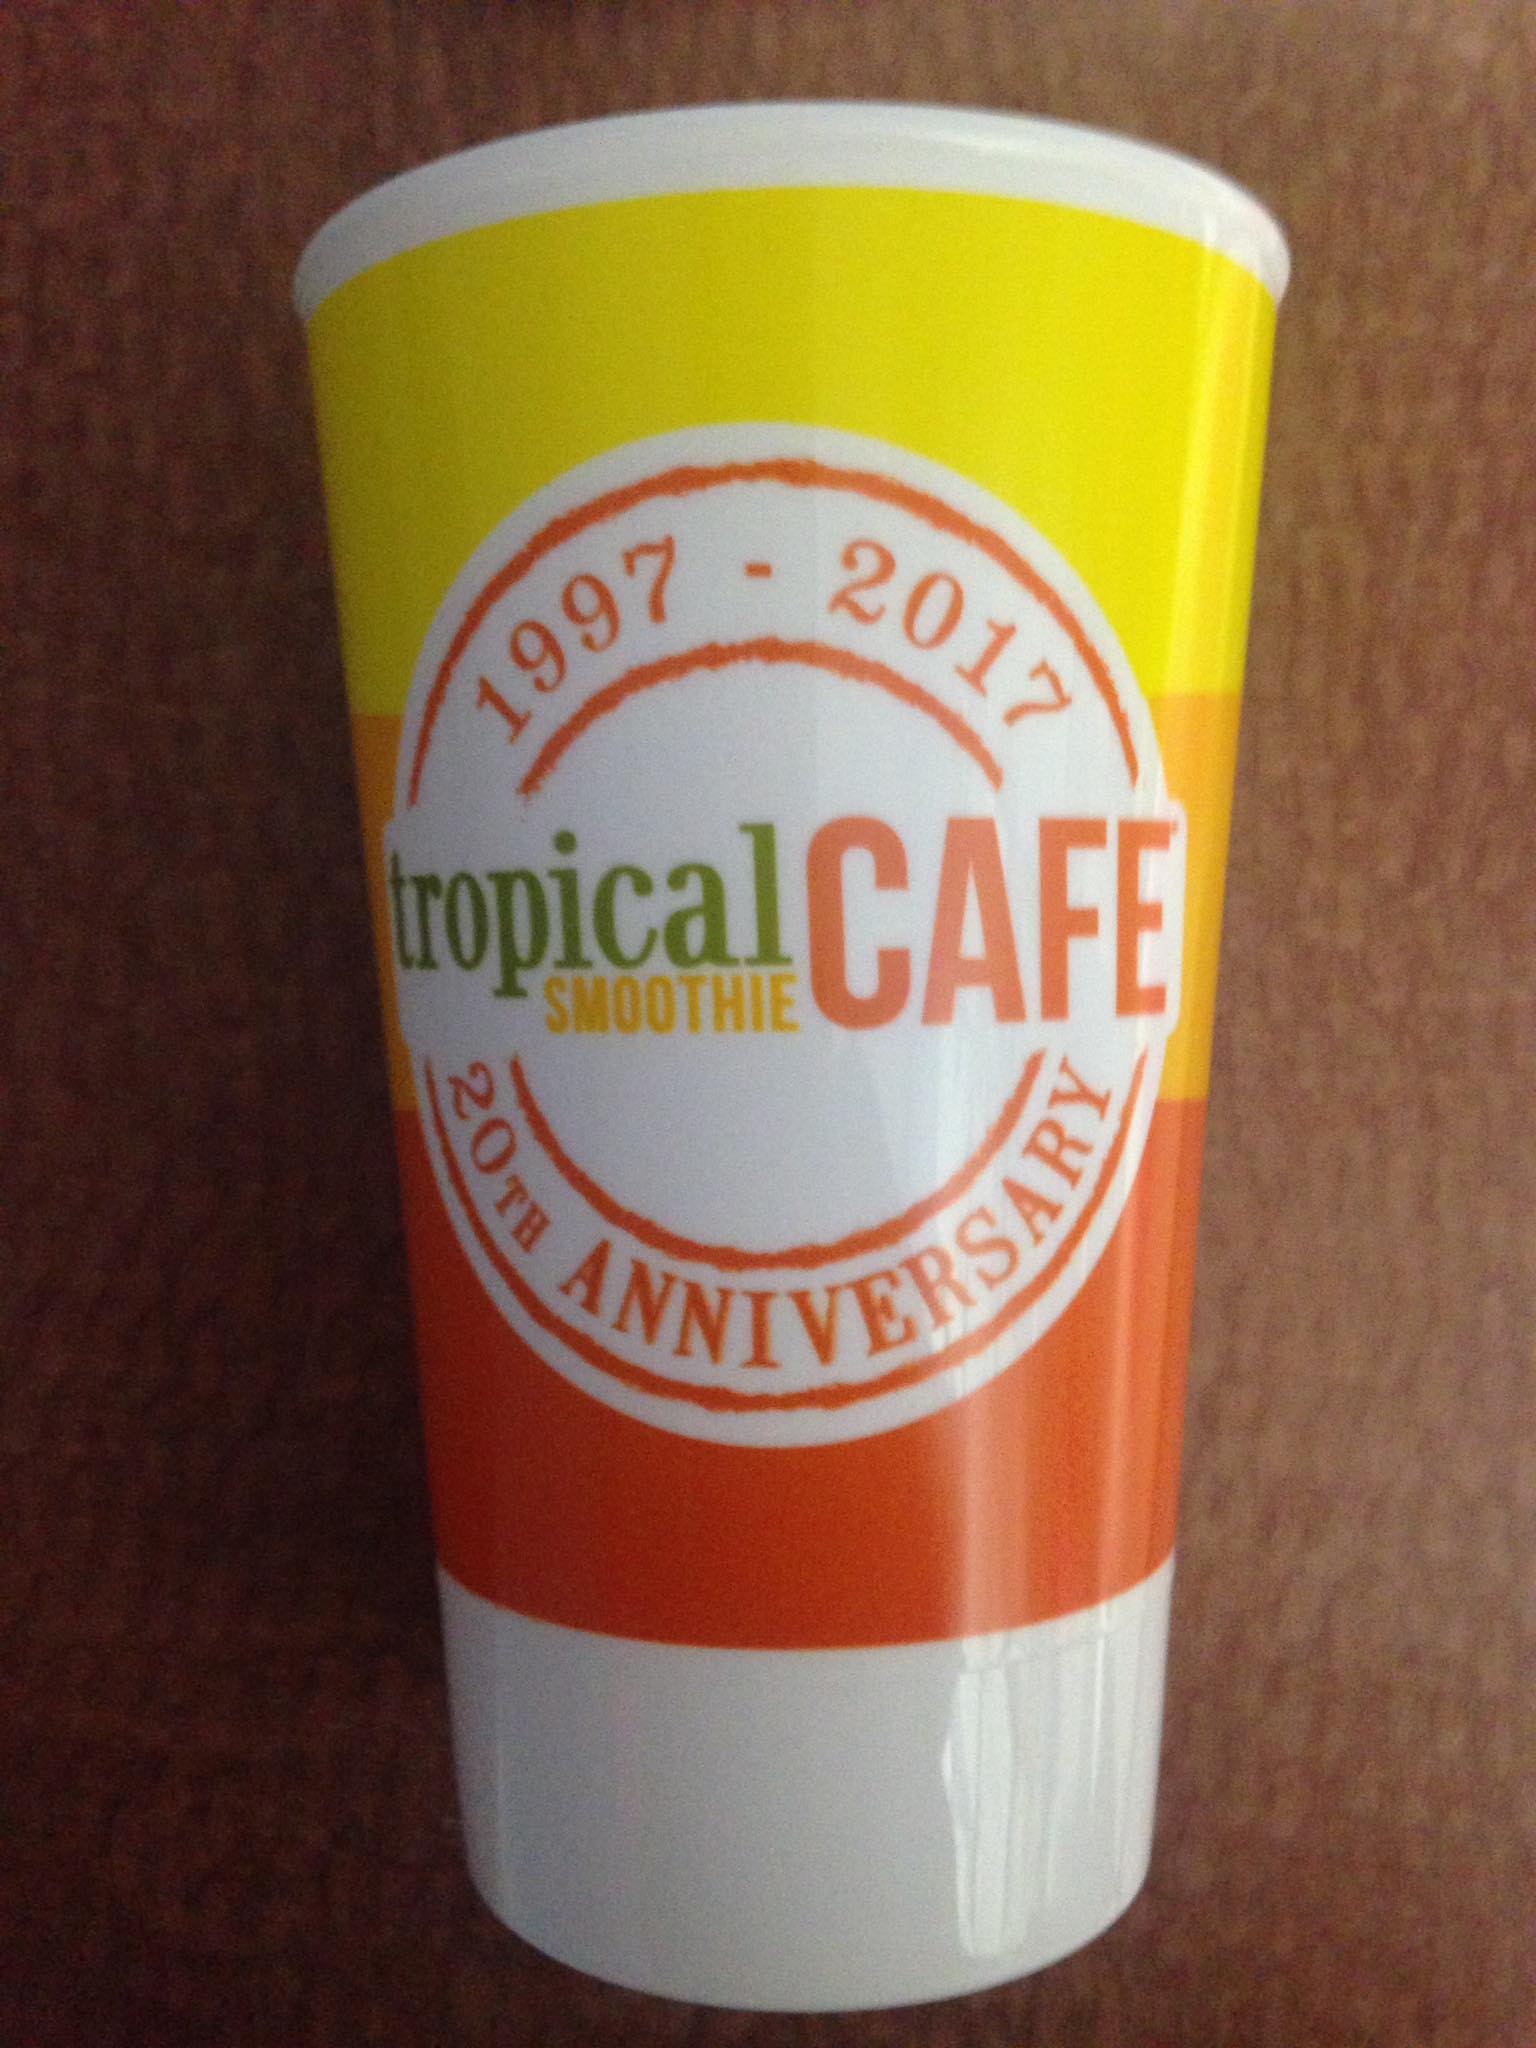 1997 - 2017
tropical CAFE
SMOOTHIE
20TH ANNIVERSARY